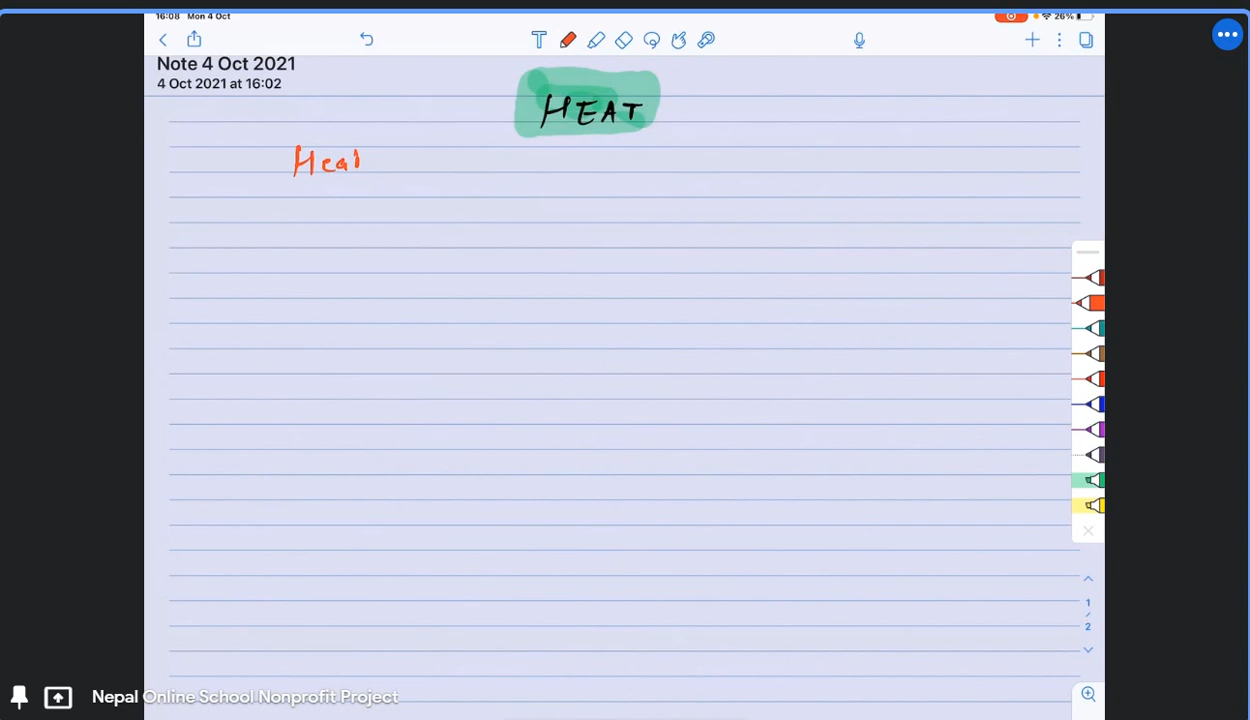 16:08 Mon 4 Oct
26%
Note 4 Oct 2021
4 Oct 2021 at 16:02
HEAT
Hea
1
2
Nepal Online School Nonprofit Project